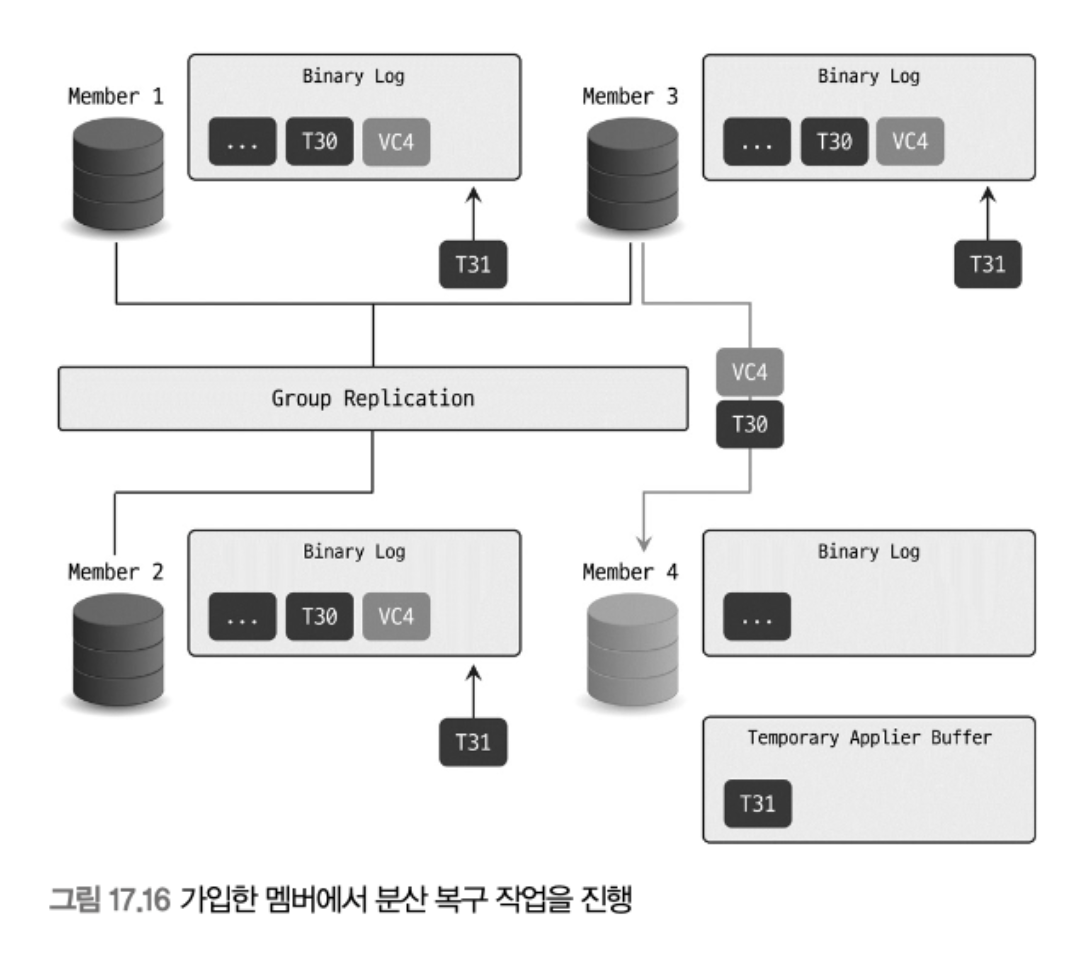 Member 1
Binary Log
... T30 VC4
T31
Member 3
Binary Log
... T30 VC4
T31
Group Replication
VC4
T30
Member 2
Binary Log
... T30 VC4
T31
Member 4
Binary Log
...
Temporary Applier Buffer
T31
그림 17.16 가입한 멤버에서 분산 복구 작업을 진행